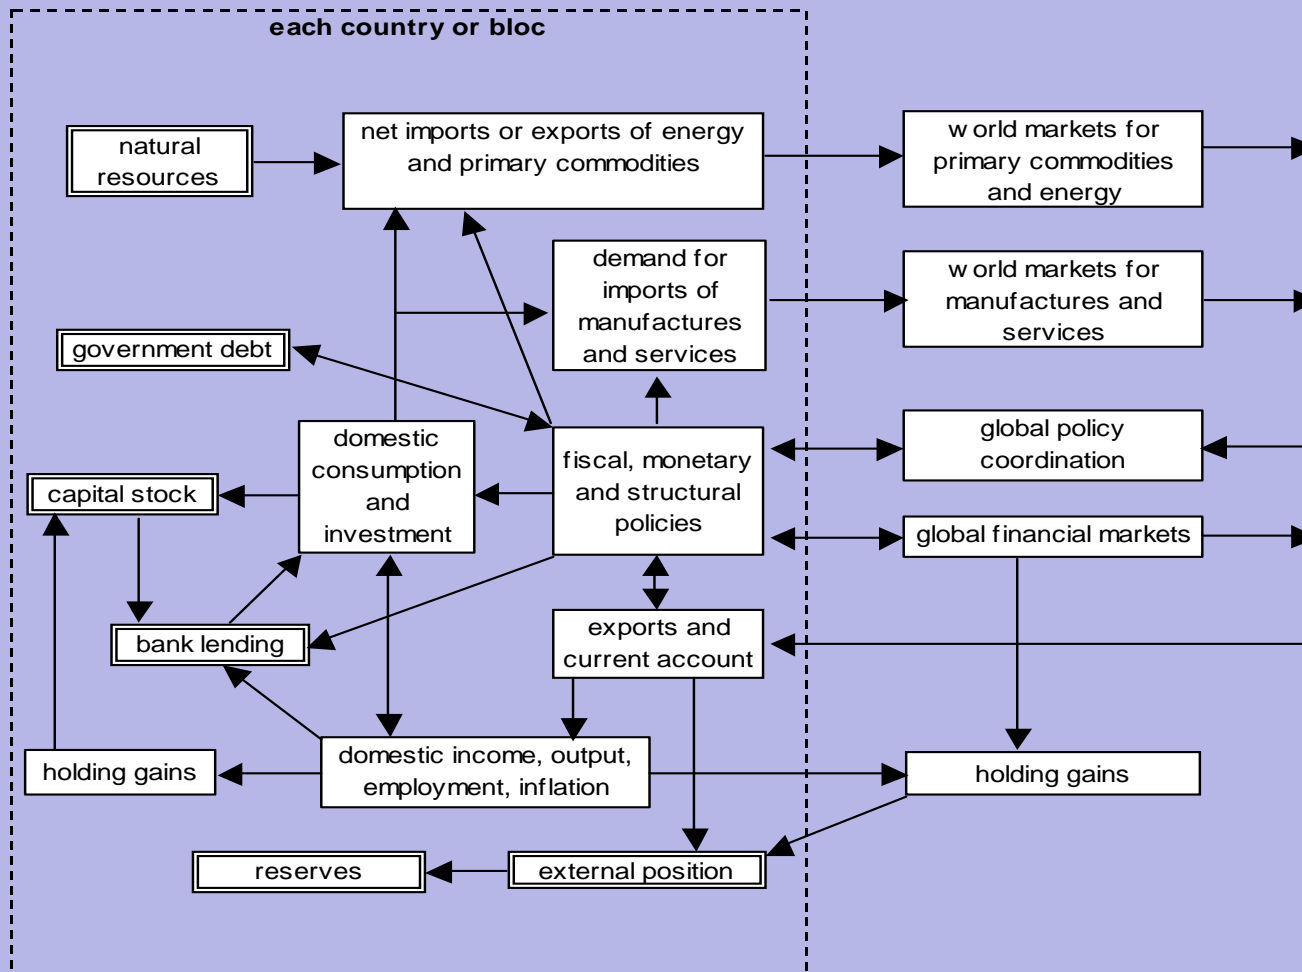 each country or bloc
natural
resources
net imports or exports of energy
and primary commodities
world markets for
primary commodities
and energy
demand for
imports of
manufactures
and services
world markets for
manufactures and
services
government debt
domestic
consumption
and
investment
fiscal, monetary
and structural
policies
global policy
coordination
capital stock
global financial markets
bank lending
exports and
current account
holding gains
domestic income, output,
employment, inflation
holding gains
reserves
external position